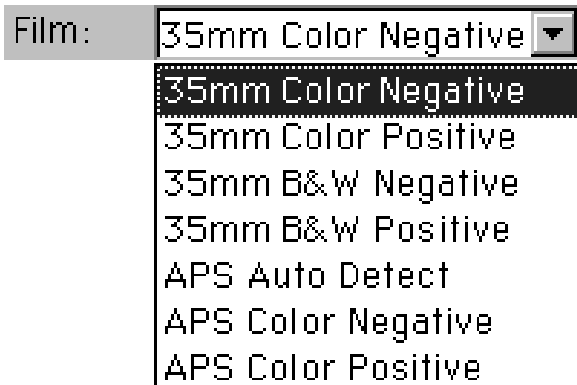 Film: 35mm Color Negative
35mm Color Negative
35mm Color Positive
35mm B&W Negative
35mm B&W Positive
APS Auto Detect
APS Color Negative
APS Color Positive